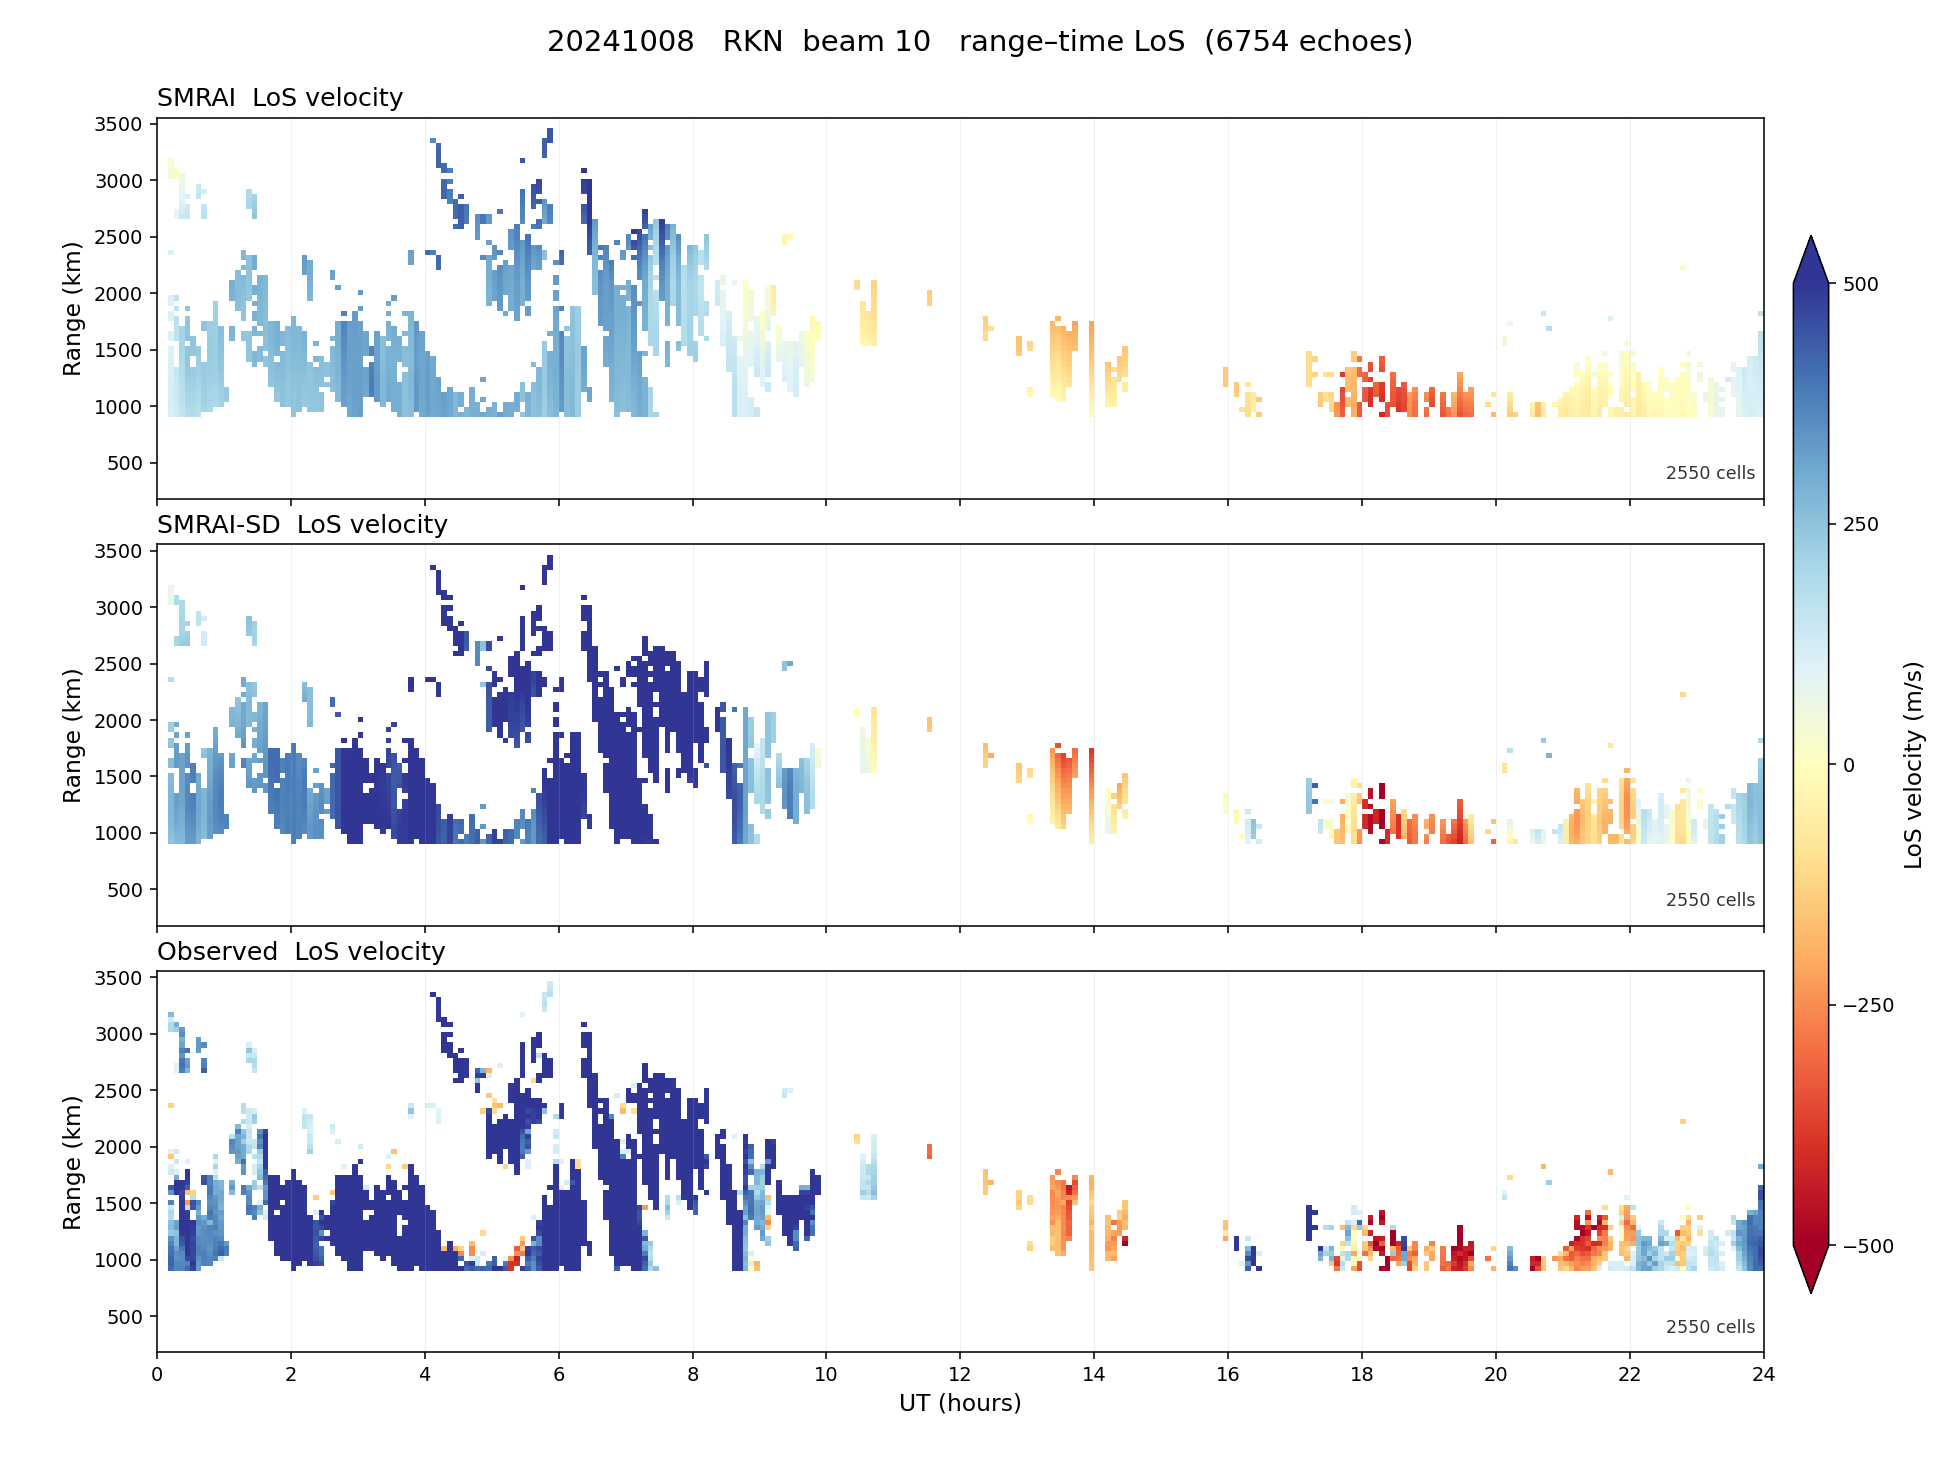 20241008   RKN  beam 10   range–time LoS  (6754 echoes)
SMRAI  LoS velocity
3500
3000
2500
2000
1500
1000
500
Range (km)
2550 cells
SMRAI-SD  LoS velocity
3500
3000
2500
2000
1500
1000
500
Range (km)
2550 cells
Observed  LoS velocity
3500
3000
2500
2000
1500
1000
500
Range (km)
2550 cells
0 2 4 6 8 10 12 14 16 18 20 22 24
UT (hours)
500
250
0
−250
−500
LoS velocity (m/s)